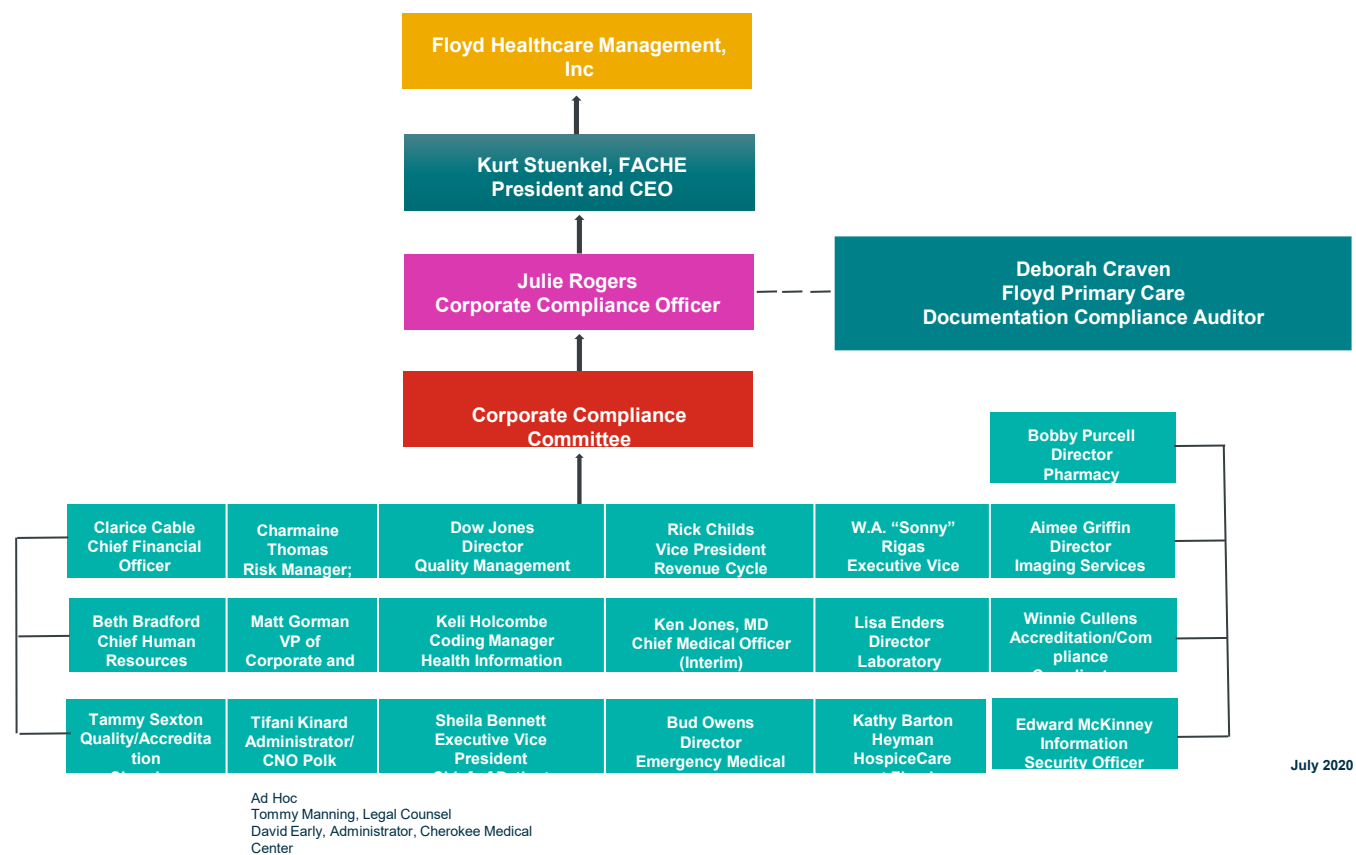 Floyd Healthcare Management,
Inc
Kurt Stuenkel, FACHE
President and CEO
Julie Rogers
Corporate Compliance Officer
Deborah Craven
Floyd Primary Care
Documentation Compliance Auditor
Corporate Compliance
Committee
Bobby Purcell
Director
Pharmacy
Clarice Cable
Chief Financial
Officer
Charmaine
Thomas
Risk Manager;
Dow Jones
Director
Quality Management
Rick Childs
Vice President
Revenue Cycle
W.A. “Sonny”
Rigas
Executive Vice
Aimee Griffin
Director
Imaging Services
Beth Bradford
Chief Human
Resources
Matt Gorman
VP of
Corporate and
Keli Holcombe
Coding Manager
Health Information
Ken Jones, MD
Chief Medical Officer
(Interim)
Lisa Enders
Director
Laboratory
Winnie Cullens
Accreditation/Com
pliance
Tammy Sexton
Quality/Accredita
tion
Tifani Kinard
Administrator/
CNO Polk
Sheila Bennett
Executive Vice
President
Bud Owens
Director
Emergency Medical
Kathy Barton
Heyman
HospiceCare
Edward McKinney
Information
Security Officer
July 2020
Ad Hoc
Tommy Manning, Legal Counsel
David Early, Administrator, Cherokee Medical
Center